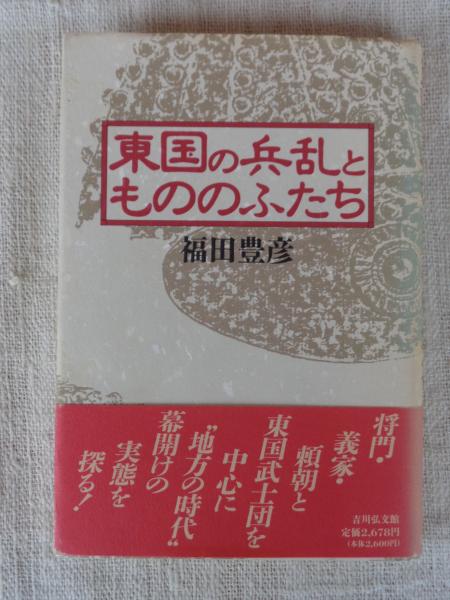 東国の兵乱と
もののふたち
福田豊彦
将門・
義家・
頼朝と
東国武士団を
中心に
“地方の時代”
幕開けの
実態を
探る!
吉川弘文館
定価2,678円
(本体2,600円)